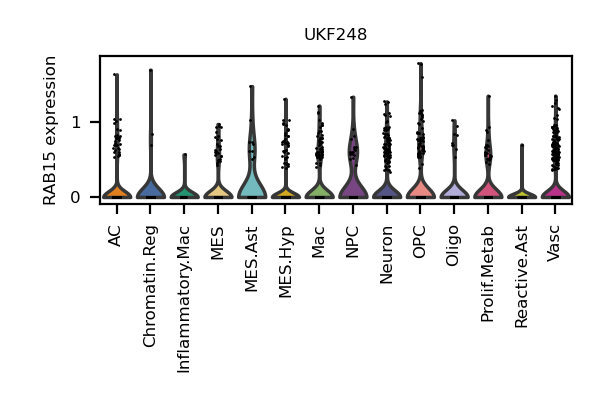 UKF248
RAB15 expression
1
0
AC
Chromatin.Reg
Inflammatory.Mac
MES
MES.Ast
MES.Hyp
Mac
NPC
Neuron
OPC
Oligo
Prolif.Metab
Reactive.Ast
Vasc